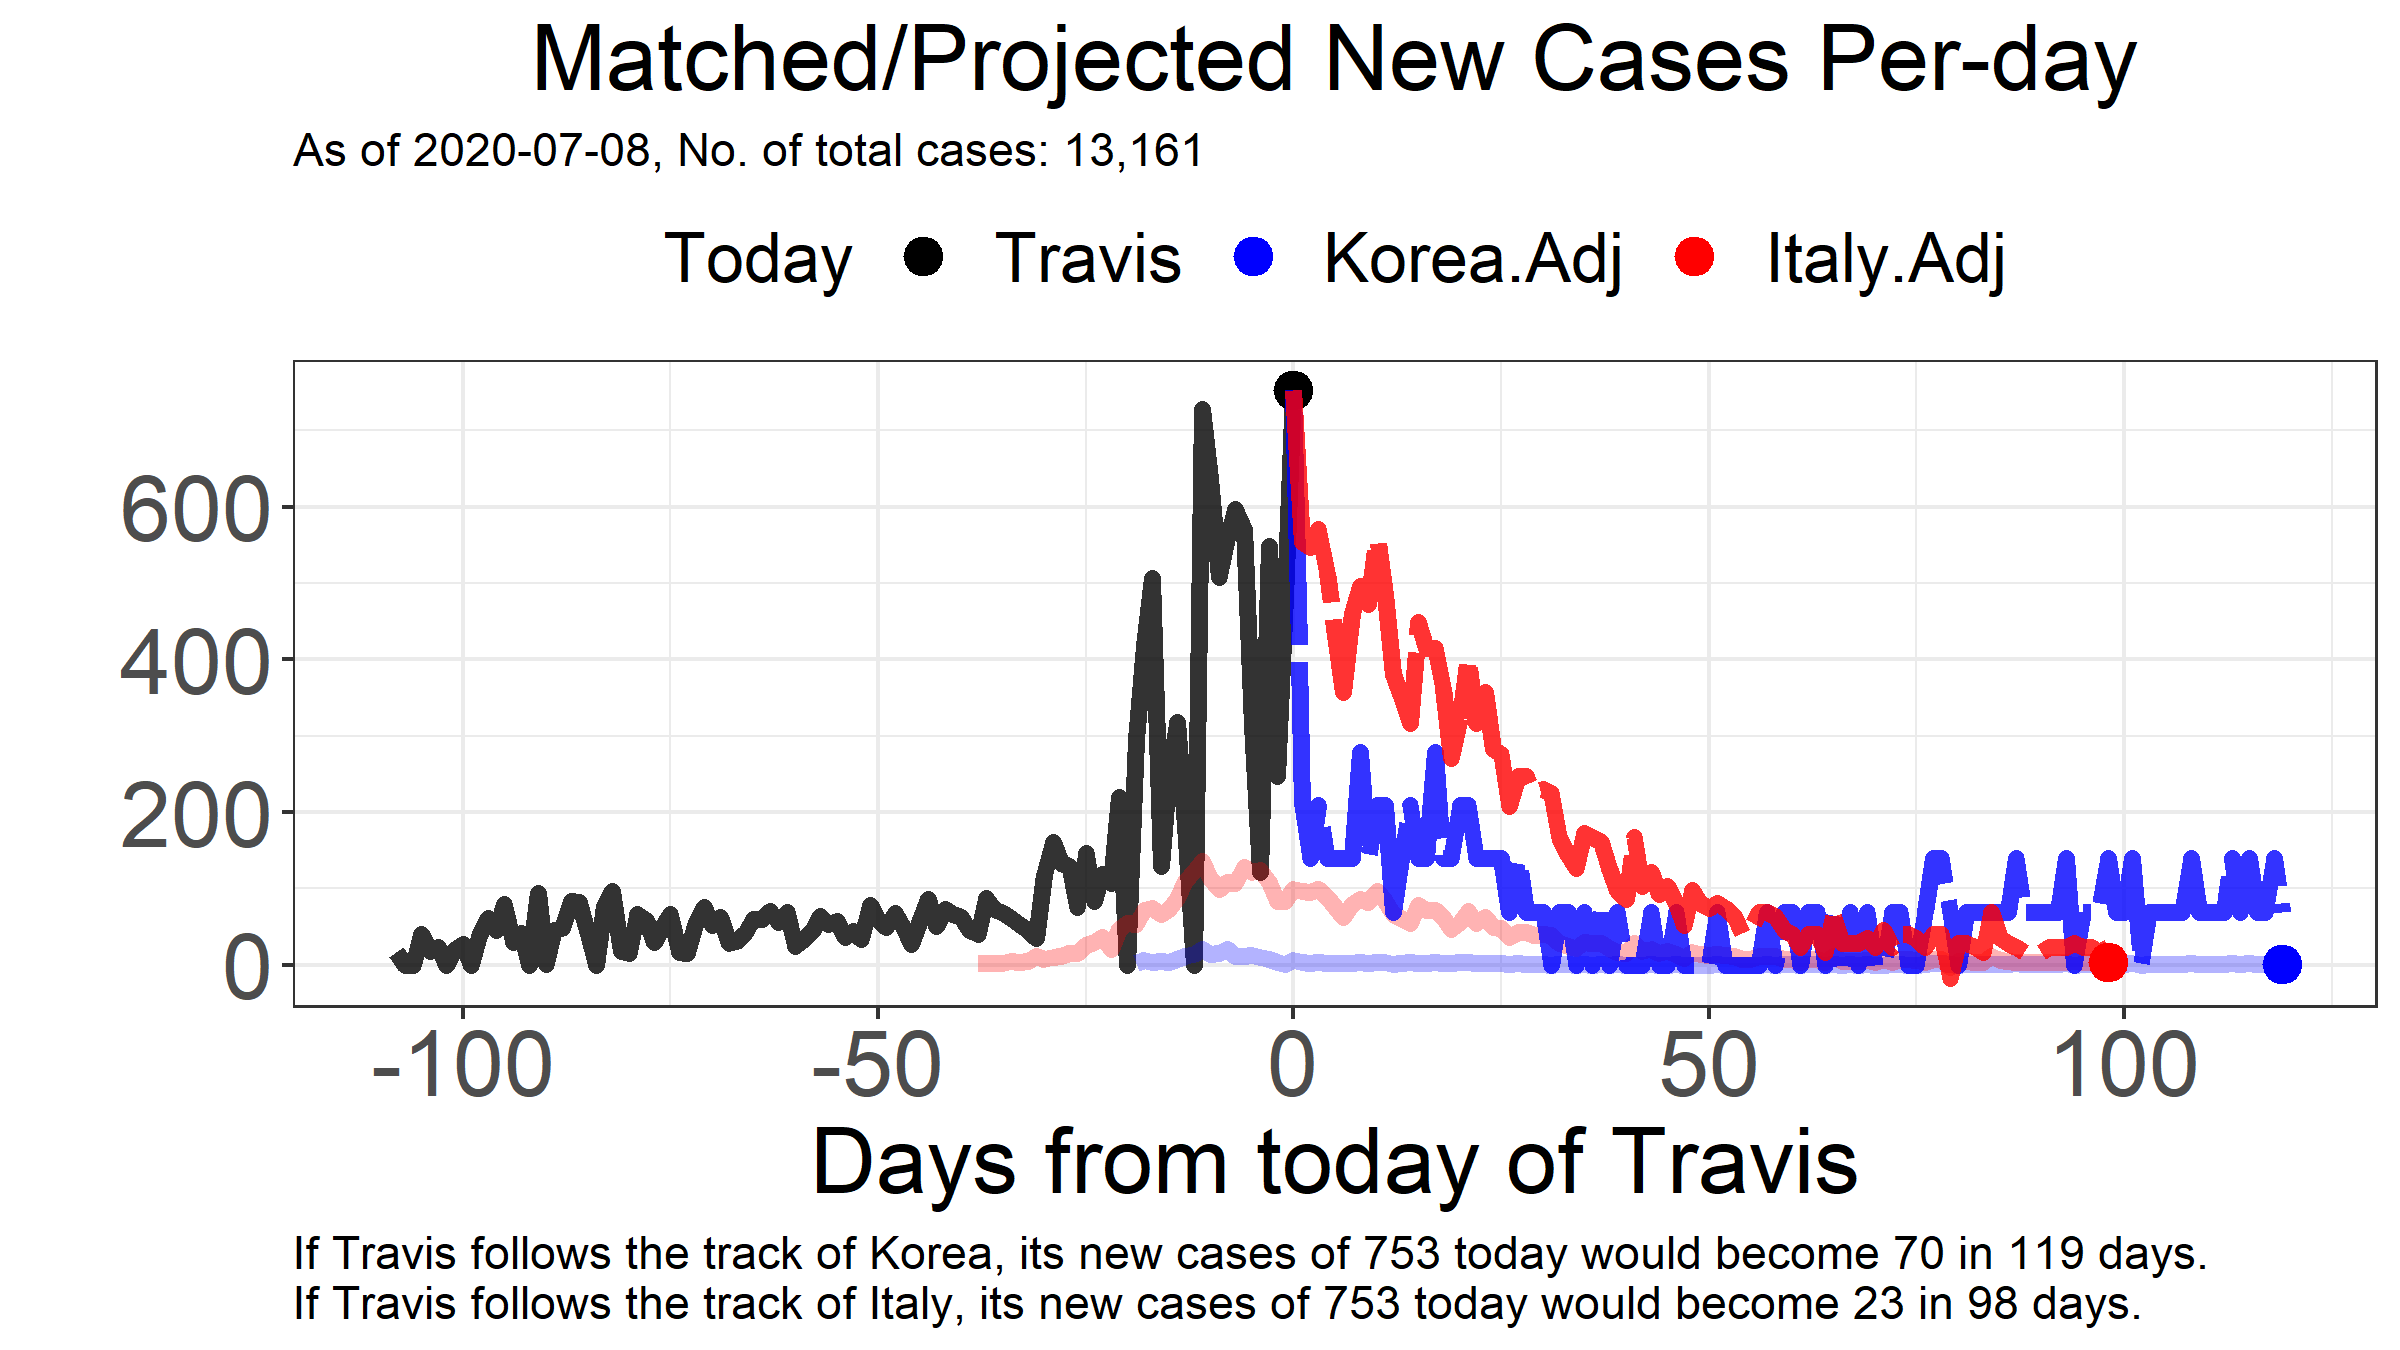 Matched/Projected New Cases Per-day
As of 2020-07-08, No. of total cases: 13,161
Today Travis Korea.Adj Italy.Adj
600
400
200
0
-100 -50 0 50 100
Days from today of Travis
If Travis follows the track of Korea, its new cases of 753 today would become 70 in 119 days.
If Travis follows the track of Italy, its new cases of 753 today would become 23 in 98 days.